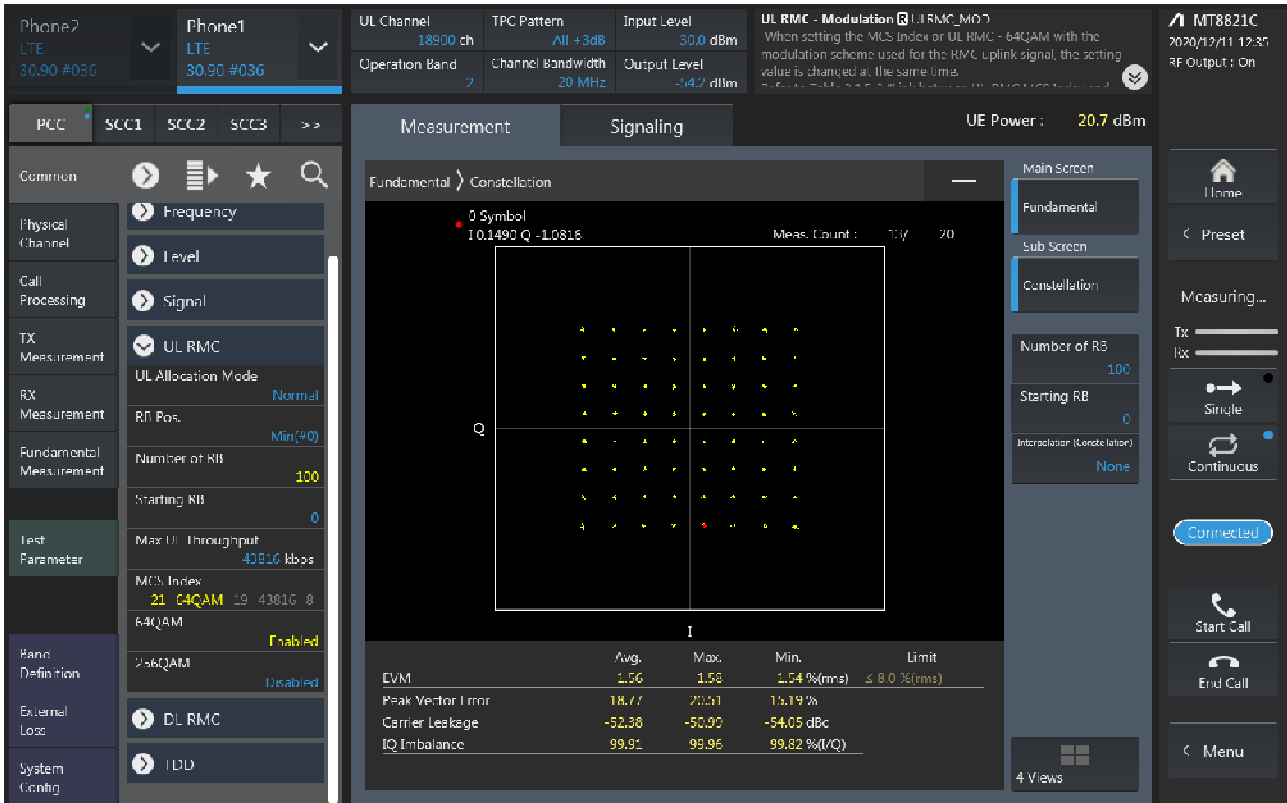 Phone2
LTE
30.90 #036
Phone1
LTE
30.90 #036
UL Channel
18900 ch
TPC Pattern
All +3dB
Input Level
30.0 dBm
Operation Band
2
Channel Bandwidth
20 MHz
Output Level
-54.2 dBm
UL RMC - Modulation R ULRMC_MOD
When setting the MCS Index or UL RMC - 64QAM with the
modulation scheme used for the RMC uplink signal, the setting
value is changed at the same time.
MT8821C
2020/12/11 12:35
RF Output : On
PCC
SCC1
SCC2
SCC3
>>
Measurement
Signaling
UE Power :
20.7 dBm
Common
Physical
Channel
Call
Processing
TX
Measurement
RX
Measurement
Fundamental
Measurement
Test
Parameter
Band
Definition
External
Loss
System
Config
Frequency
Level
Signal
UL RMC
UL Allocation Mode
Normal
RB Pos.
Min(#0)
Number of RB
100
Starting RB
0
Max UL Throughput
43816 kbps
MCS Index
21 64QAM 19 43816 8
64QAM
Enabled
256QAM
Disabled
DL RMC
TDD
Fundamental > Constellation
0 Symbol
I 0.1490 Q -1.0816
Meas. Count : 13/ 20
Q
I
Avg. Max. Min. Limit
EVM 1.56 1.58 1.54 %(rms) ≤ 8.0 %(rms)
Peak Vector Error 18.77 20.51 15.19 %
Carrier Leakage -52.38 -50.99 -54.05 dBc
IQ Imbalance 99.91 99.96 99.82 %(I/Q)
Main Screen
Fundamental
Sub Screen
Constellation
Number of RB
100
Starting RB
0
Interpolation (Constellation)
None
4 Views
Home
< Preset
Measuring...
Tx
Rx
Single
Continuous
Connected
Start Call
End Call
< Menu